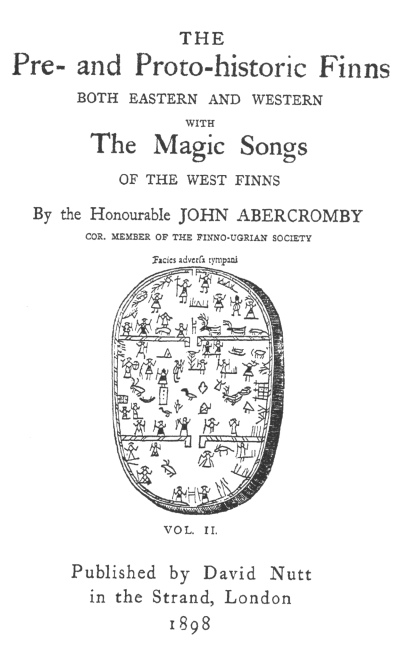 THE
Pre- and Proto-historic Finns
BOTH EASTERN AND WESTERN
WITH
The Magic Songs
OF THE WEST FINNS
By the Honourable JOHN ABERCROMBY
COR. MEMBER OF THE FINNO-UGRIAN SOCIETY
Facies adversa tympani
VOL. II.
Published by David Nutt
in the Strand, London
1898